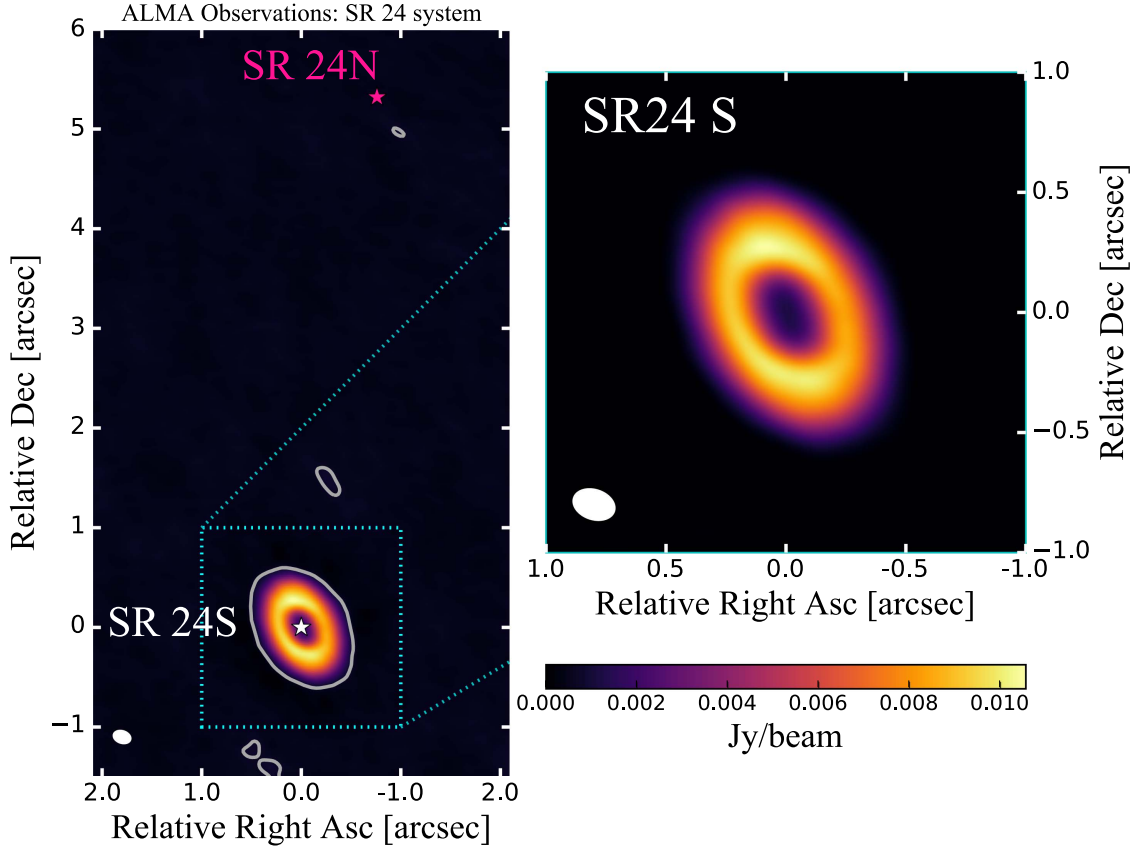 ALMA Observations: SR 24 system
6
5
4
3
2
1
0
−1
Relative Dec [arcsec]
SR 24N
SR 24S
2.0 1.0 0.0 -1.0 2.0
Relative Right Asc [arcsec]
SR24 S
1.0
0.5
0.0
−0.5
−1.0
Relative Dec [arcsec]
1.0 0.5 0.0 -0.5 -1.0
Relative Right Asc [arcsec]
0.000 0.002 0.004 0.006 0.008 0.010
Jy/beam